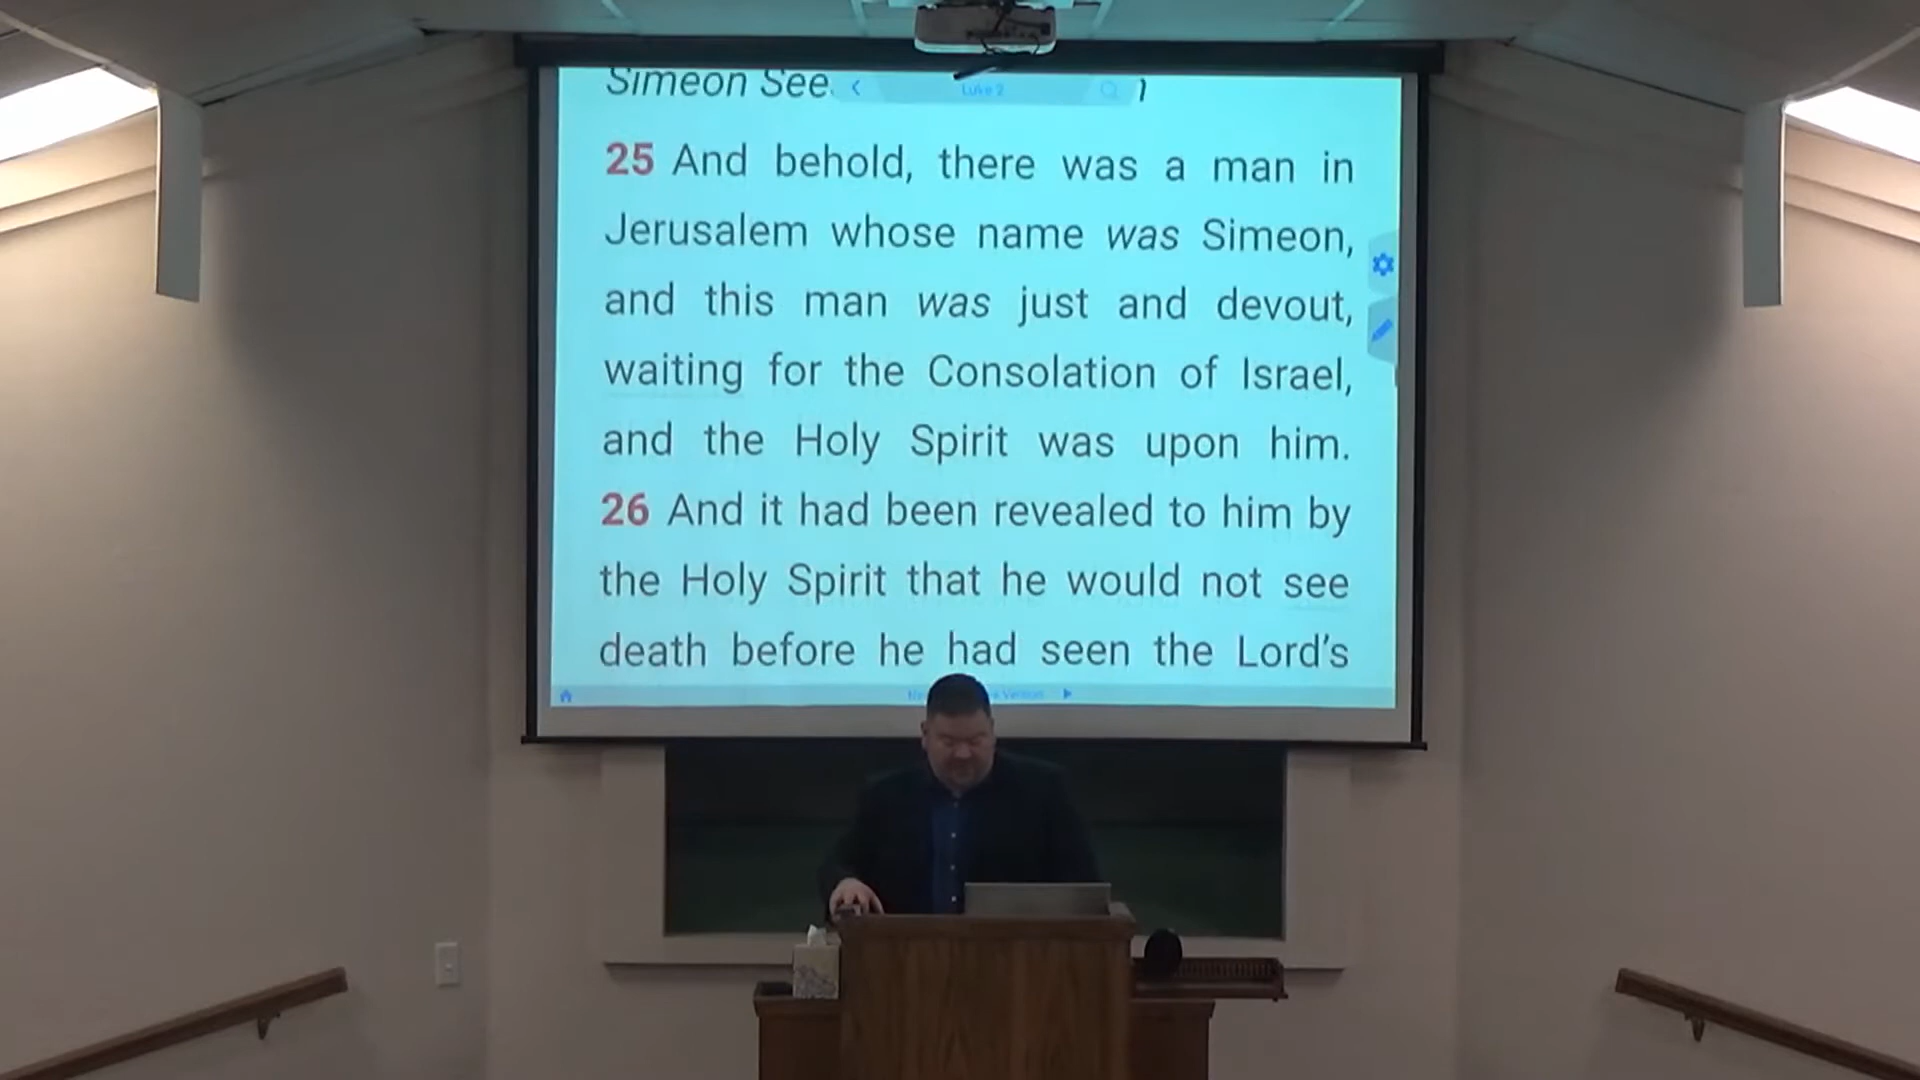 Simeon See
Luke 2
25 And behold, there was a man in
Jerusalem whose name was Simeon,
and this man was just and devout,
waiting for the Consolation of Israel,
and the Holy Spirit was upon him.
26 And it had been revealed to him by
the Holy Spirit that he would not see
death before he had seen the Lord's